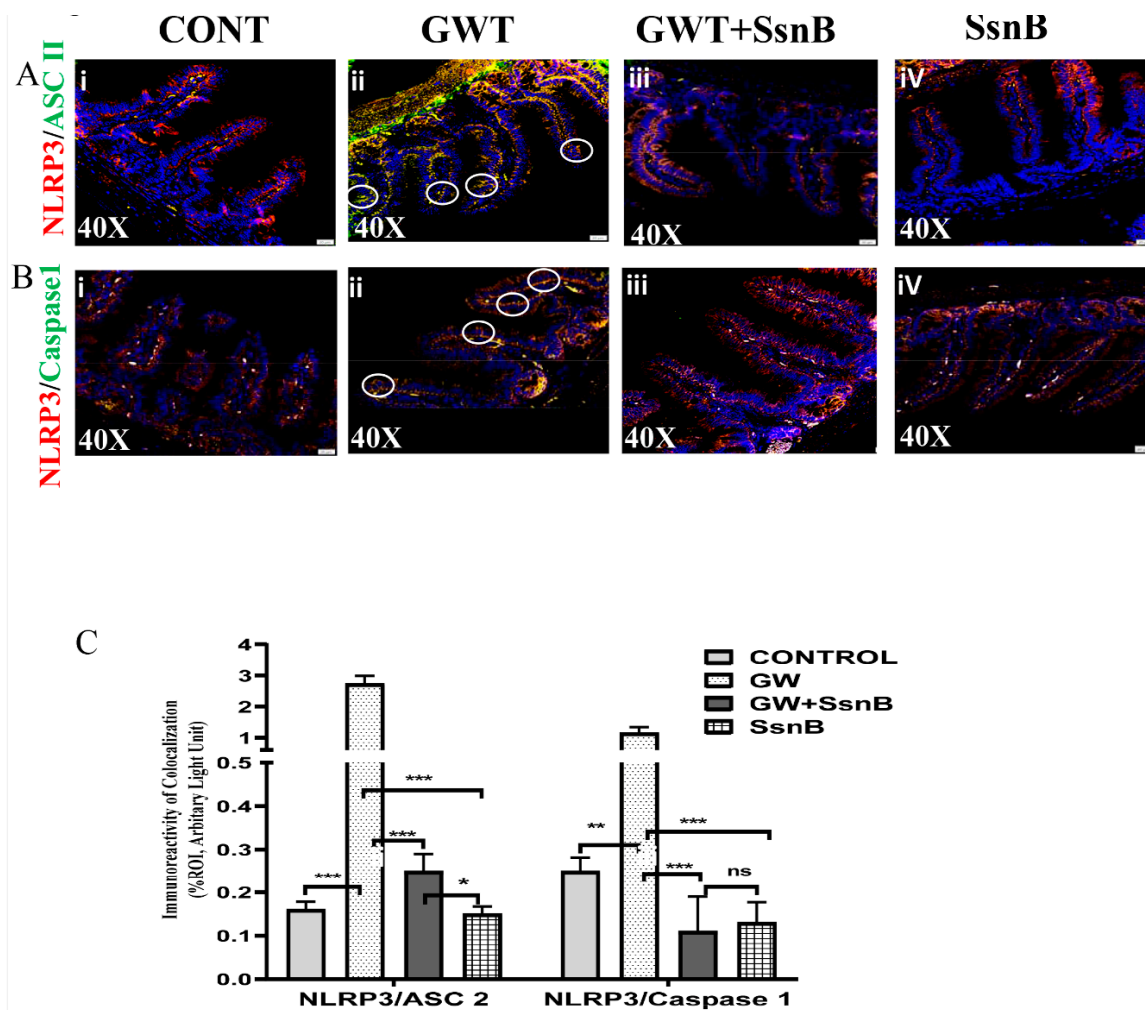 CONT GWT GWT+SsnB SsnB
A
NLRP3/ASC II
i ii iii iV
40X 40X 40X 40X
B
NLRP3/Caspase1
i ii iii iV
40X 40X 40X 40X
C
Immunoreactivity of Colocalization
(%ROI, Arbitary Light Unit)
4
3
2
1
0.5
0.4
0.3
0.2
0.1
0.0
CONTROL
GW
GW+SsnB
SsnB
***
*** 
***
*
**
***
***
ns
NLRP3/ASC 2 NLRP3/Caspase 1